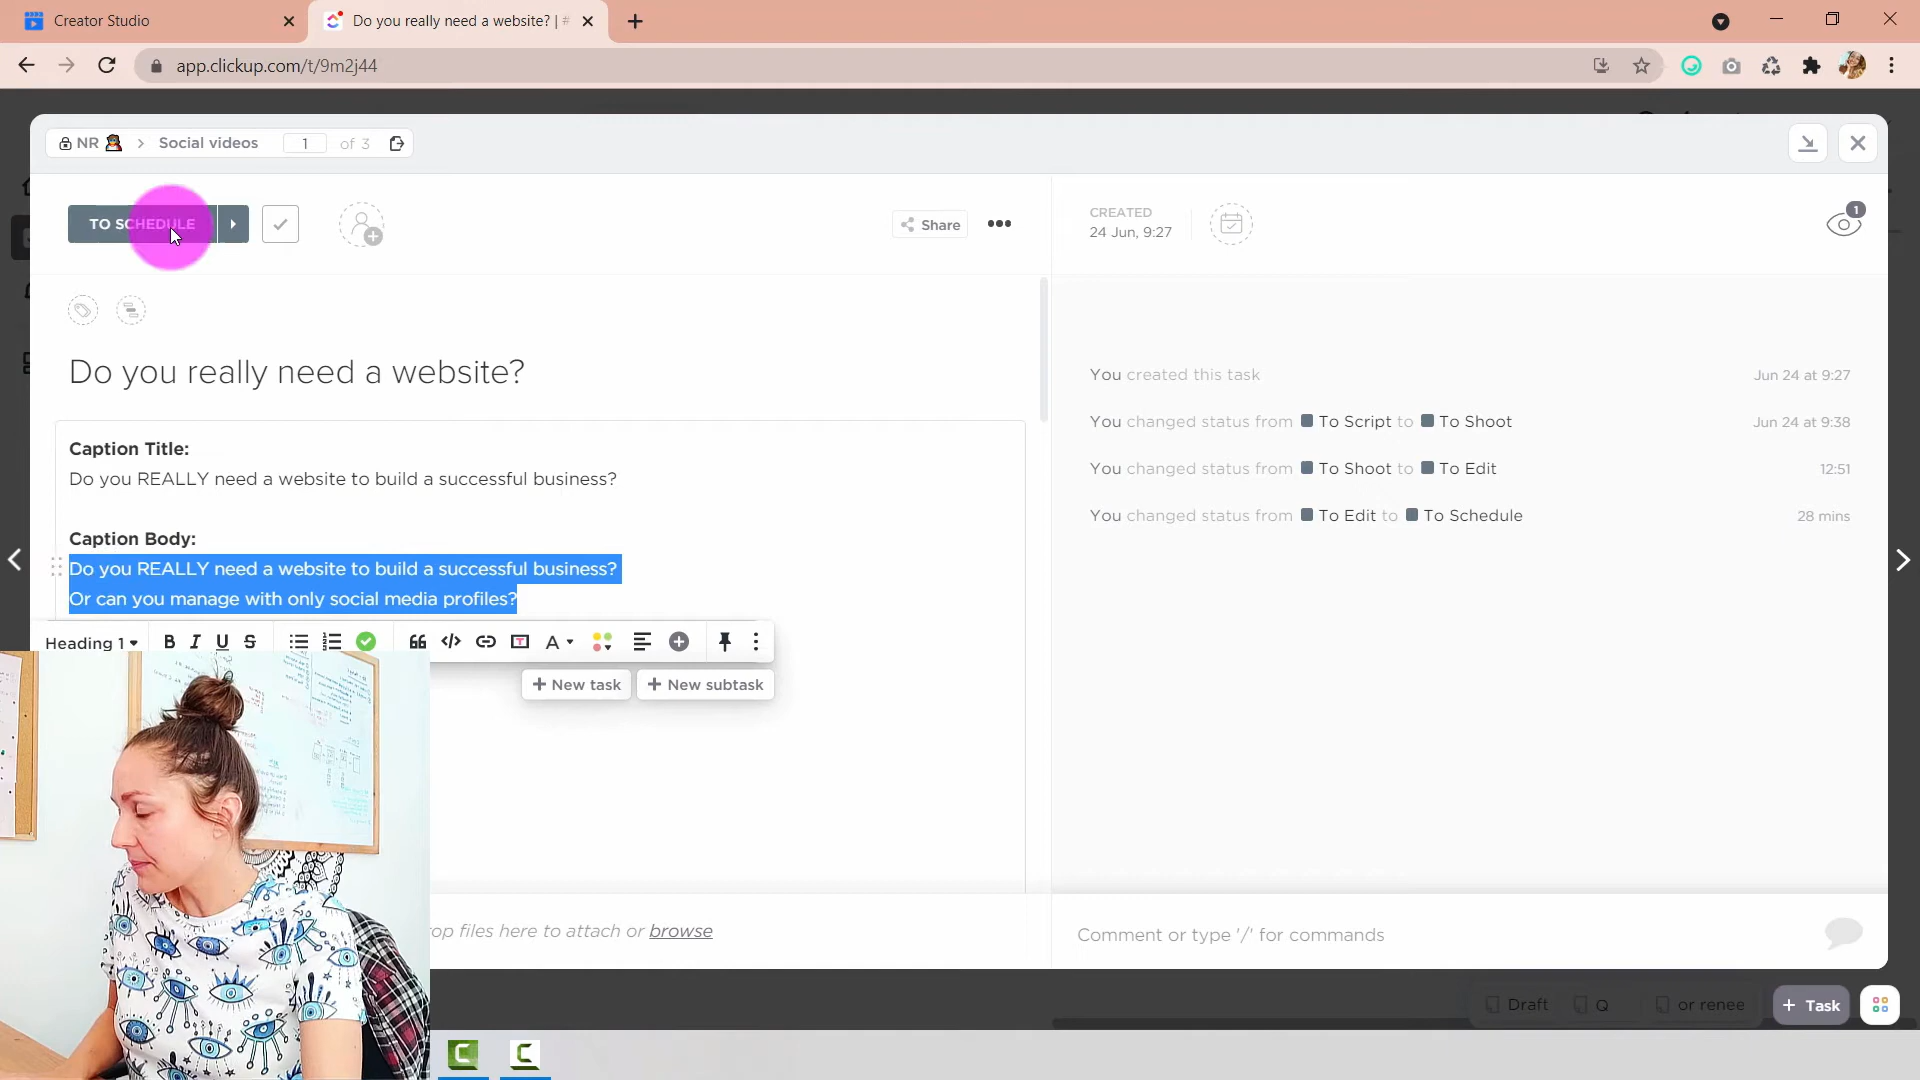 Creator Studio
Do you really need a website? | #
app.clickup.com/t/9m2j44
NR > Social videos 1 of 3
TO SCHEDULE
Share
CREATED
24 Jun, 9:27
1
Do you really need a website?
Caption Title:
Do you REALLY need a website to build a successful business?
Caption Body:
Do you REALLY need a website to build a successful business?
Or can you manage with only social media profiles?
Heading 1 B I U S A
+ New task + New subtask
You created this task Jun 24 at 9:27
You changed status from To Script to To Shoot Jun 24 at 9:38
You changed status from To Shoot to To Edit 12:51
You changed status from To Edit to To Schedule 28 mins
rop files here to attach or browse
Comment or type '/' for commands
Draft Q or renee + Task